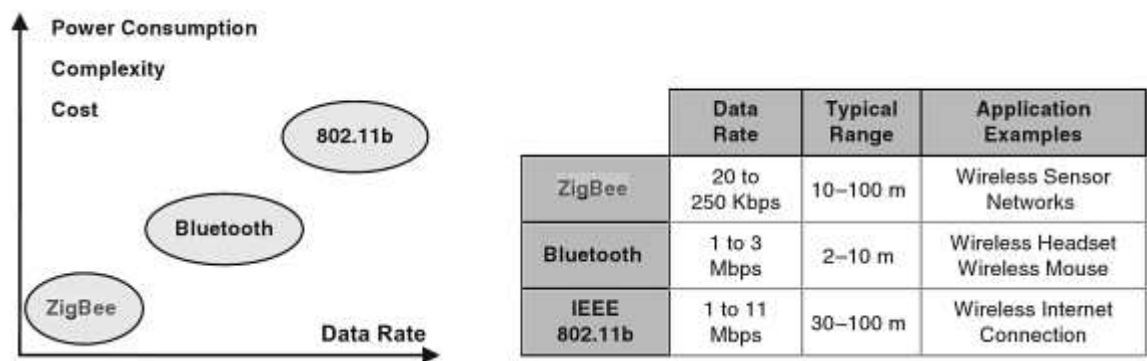 Power Consumption
Complexity
Cost
802.11b
Bluetooth
ZigBee
Data Rate
Data
Rate
Typical
Range
Application
Examples
ZigBee
20 to
250 Kbps
10–100 m
Wireless Sensor
Networks
Bluetooth
1 to 3
Mbps
2–10 m
Wireless Headset
Wireless Mouse
IEEE
802.11b
1 to 11
Mbps
30–100 m
Wireless Internet
Connection